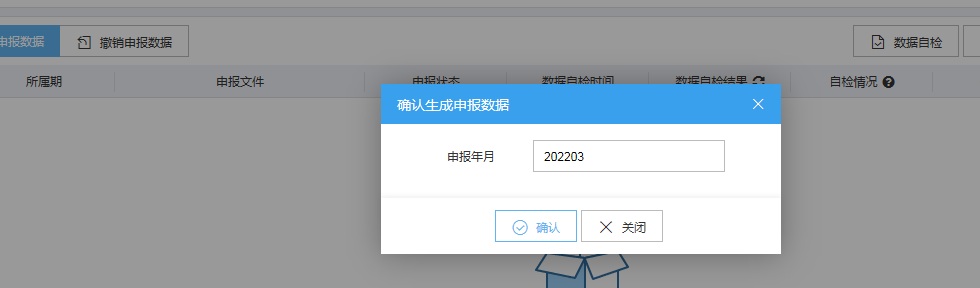 申报数据
撤销申报数据
数据自检
所属期
申报文件
申报状态
数据自检时间
数据自检结果
自检情况
确认生成申报数据
申报年月
202203
确认
关闭